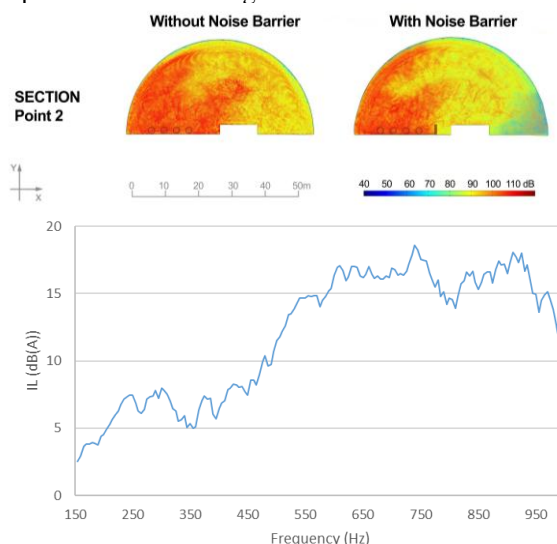 Without Noise Barrier
With Noise Barrier
SECTION
Point 2
Y
X
0 10 20 30 40 50m
40 50 60 70 80 90 100 110 dB
20
15
10
5
0
IL (dB(A))
150 250 350 450 550 650 750 850 950
Frequency (Hz)